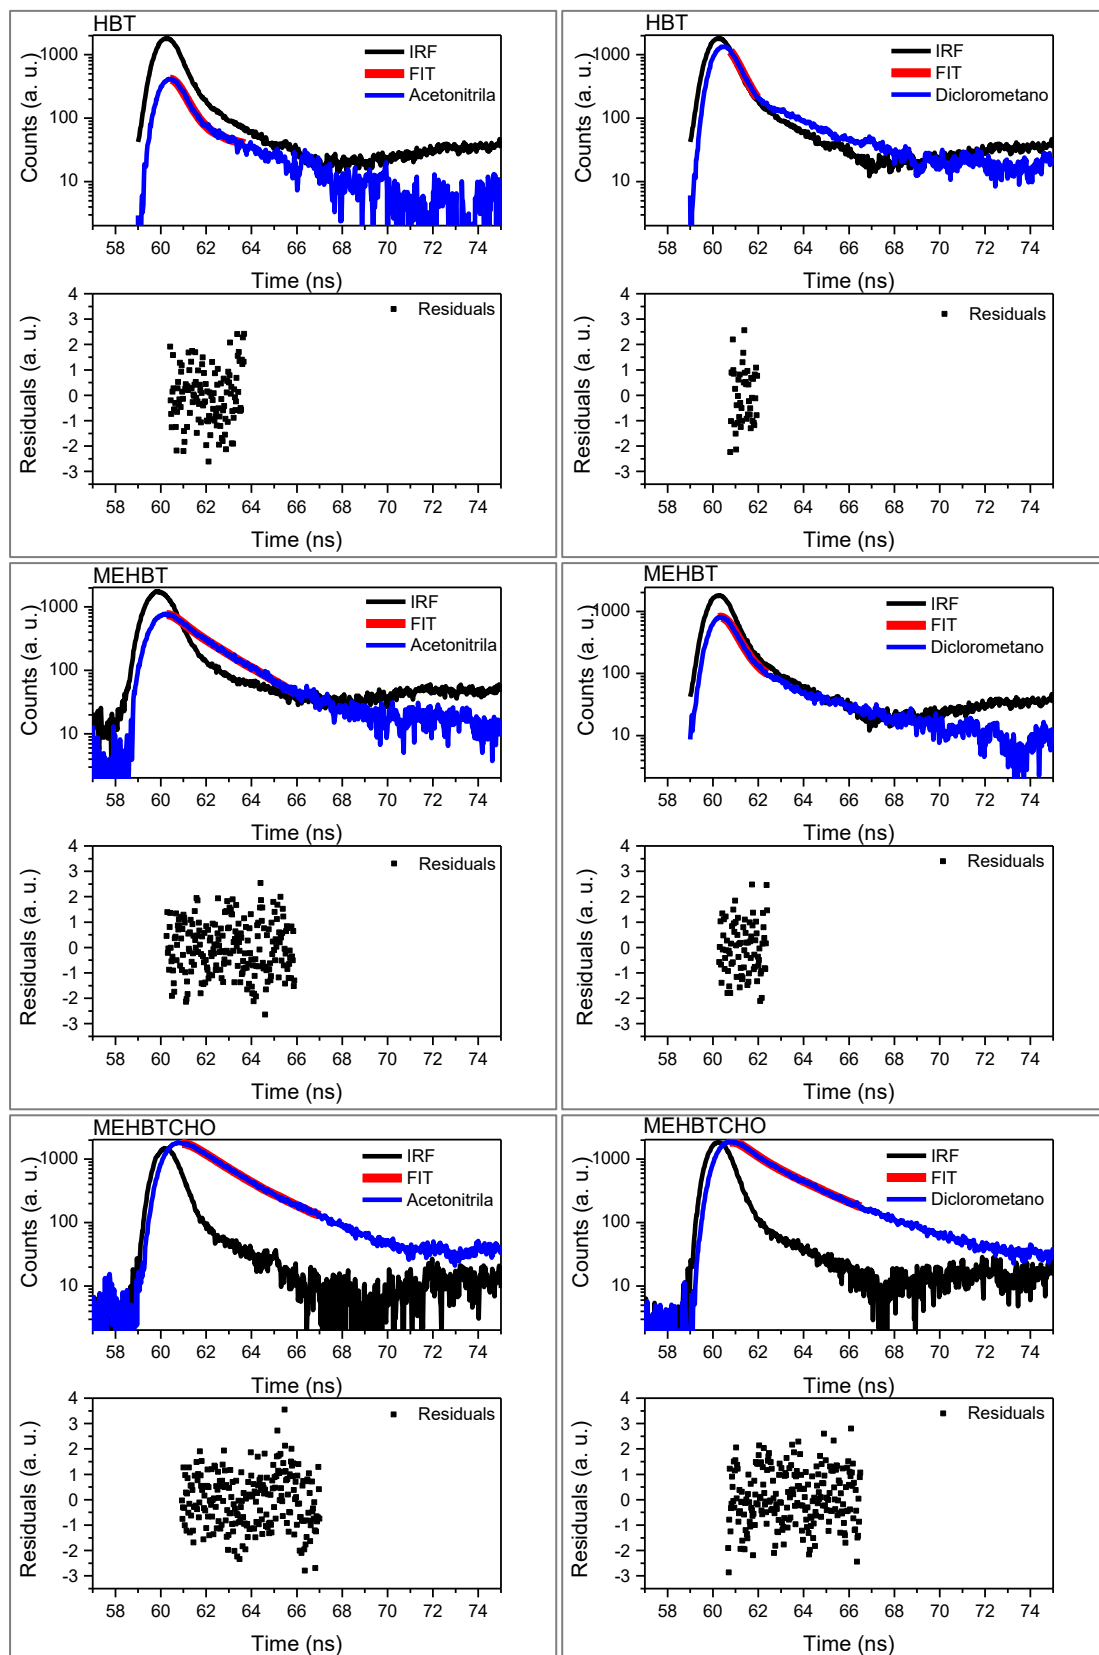 HBT
1000
100
10
Counts (a. u.)
IRF
FIT
Acetonitrila
58 60 62 64 66 68 70 72 74
Time (ns)
4
3
2
1
0
-1
-2
-3
Residuals (a. u.)
Residuals
58 60 62 64 66 68 70 72 74
Time (ns)
HBT
1000
100
10
Counts (a. u.)
IRF
FIT
Diclorometano
58 60 62 64 66 68 70 72 74
Time (ns)
4
3
2
1
0
-1
-2
-3
Residuals (a. u.)
Residuals
58 60 62 64 66 68 70 72 74
Time (ns)
MEHBT
1000
100
10
Counts (a. u.)
IRF
FIT
Acetonitrila
58 60 62 64 66 68 70 72 74
Time (ns)
4
3
2
1
0
-1
-2
-3
Residuals (a. u.)
Residuals
58 60 62 64 66 68 70 72 74
Time (ns)
MEHBT
1000
100
10
Counts (a. u.)
IRF
FIT
Diclorometano
58 60 62 64 66 68 70 72 74
Time (ns)
4
3
2
1
0
-1
-2
-3
Residuals (a. u.)
Residuals
58 60 62 64 66 68 70 72 74
Time (ns)
MEHBTCHO
1000
100
10
Counts (a. u.)
IRF
FIT
Acetonitrila
58 60 62 64 66 68 70 72 74
Time (ns)
4
3
2
1
0
-1
-2
-3
Residuals (a. u.)
Residuals
58 60 62 64 66 68 70 72 74
Time (ns)
MEHBTCHO
1000
100
10
Counts (a. u.)
IRF
FIT
Diclorometano
58 60 62 64 66 68 70 72 74
Time (ns)
4
3
2
1
0
-1
-2
-3
Residuals (a. u.)
Residuals
58 60 62 64 66 68 70 72 74
Time (ns)